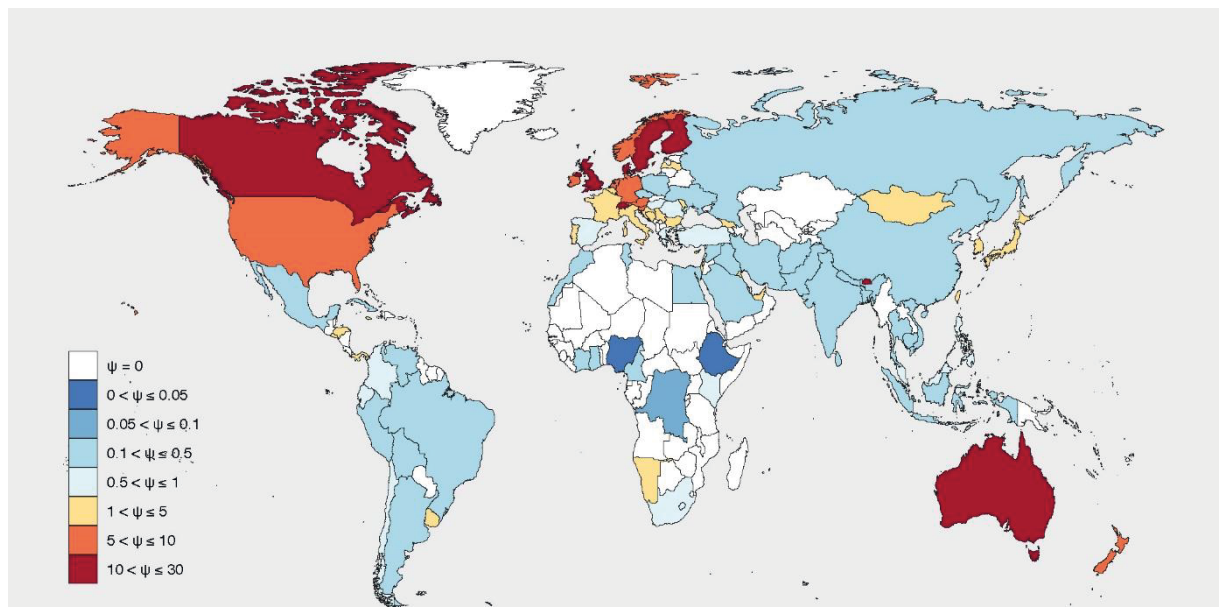 ψ = 0
0 < ψ ≤ 0.05
0.05 < ψ ≤ 0.1
0.1 < ψ ≤ 0.5
0.5 < ψ ≤ 1
1 < ψ ≤ 5
5 < ψ ≤ 10
10 < ψ ≤ 30